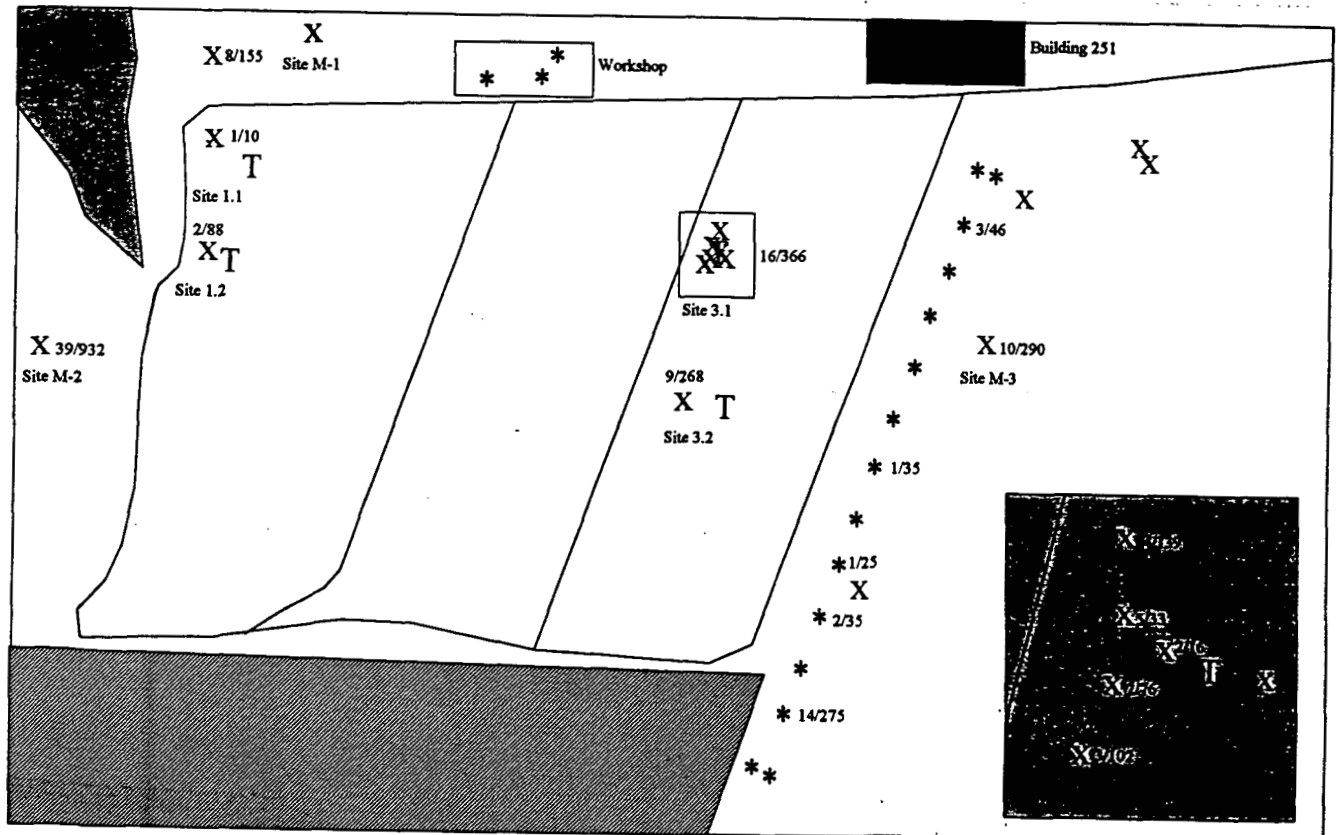 X
X 8/155
Site M-1
* * *
Workshop
Building 251
X 1/10
T
Site 1.1
2/88
X T
Site 1.2
X 39/932
Site M-2
X X X X X
16/366
Site 3.1
9/268
X T
Site 3.2
X
X
* *
X
* 3/46
*
*
X 10/290
Site M-3
*
*
* 1/35
*
* 1/25
X
* 2/35
*
* 14/275
* *
X
X
X
T
X
X
X